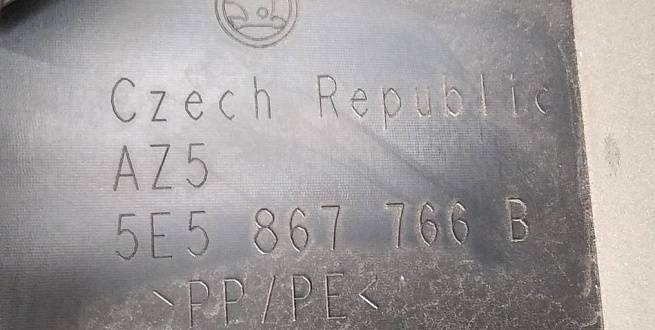 Czech Republic
AZ5
5E5 867 766 B
>PP/PE<